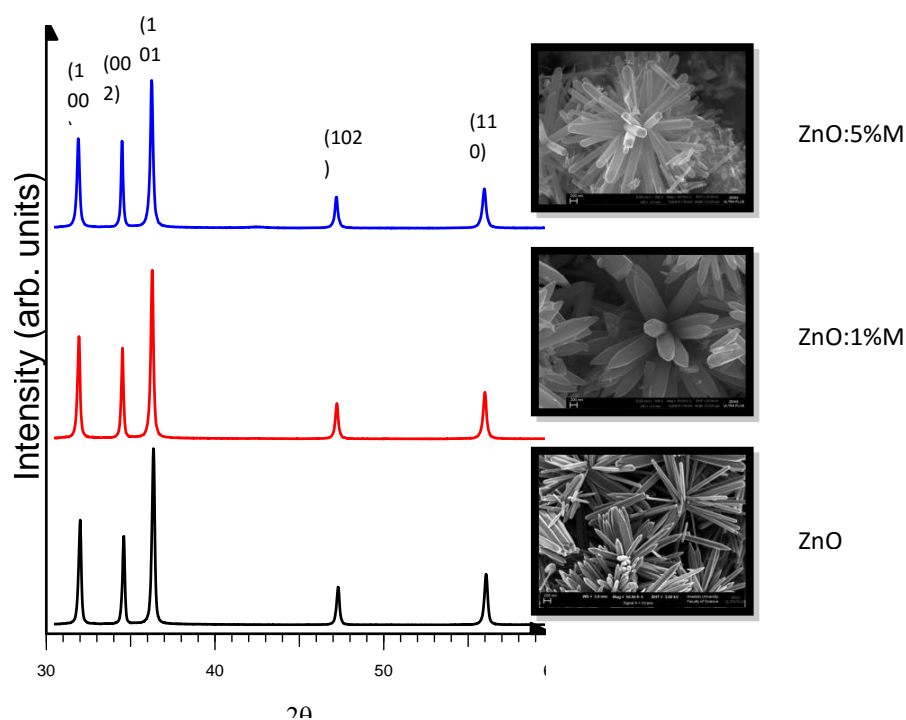 (1
00
(00
2)
(1
01
(102
)
(11
0)
Intensity (arb. units)
30
40
50
2θ
ZnO:5%M
ZnO:1%M
ZnO